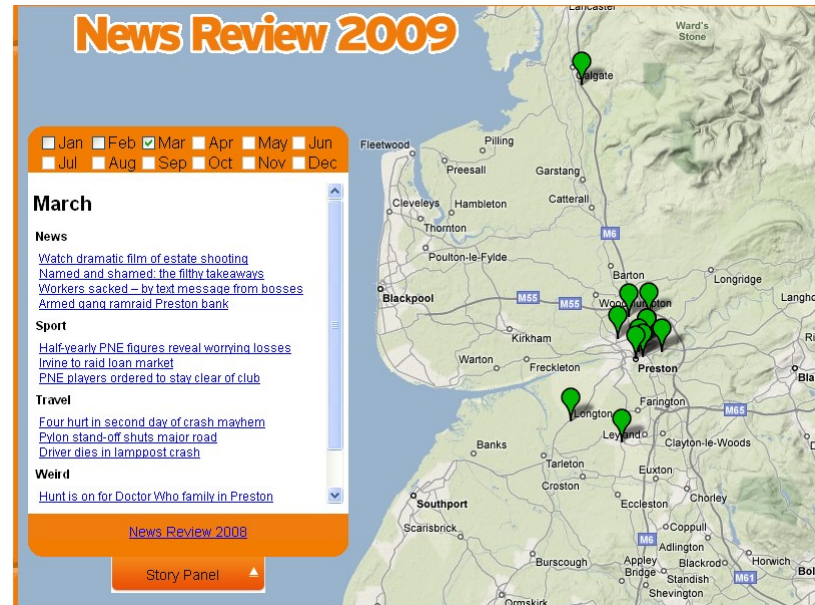 News Review 2009
Jan Feb Mar Apr May Jun
Jul Aug Sep Oct Nov Dec
March
News
Watch dramatic film of estate shooting
Named and shamed: the filthy takeaways
Workers sacked – by text message from bosses
Armed gang ramraid Preston bank
Sport
Half-yearly PNE figures reveal worrying losses
Irvine to raid loan market
PNE players ordered to stay clear of club
Travel
Four hurt in second day of crash mayhem
Pylon stand-off shuts major road
Driver dies in lamppost crash
Weird
Hunt is on for Doctor Who family in Preston
News Review 2008
Story Panel
Lancaster
Ward's
Stone
Galgate
Fleetwood
Pilling
Preesall
Garstang
Cleveleys
Hambleton
Catterall
Thornton
M6
Poulton-le-Fylde
Barton
Longridge
Blackpool
M55
M55
Kirkham
Warton
Freckleton
Preston
Longton
Farington
M65
Leyland
Clayton-le-Woods
Banks
Tarleton
Croston
Euxton
Southport
Eccleston
Chorley
Scarisbrick
Coppull
M6
Adlington
Burscough
Appley
Bridge
Blackrod
Horwich
Standish
M61
Shevington
Ormskirk